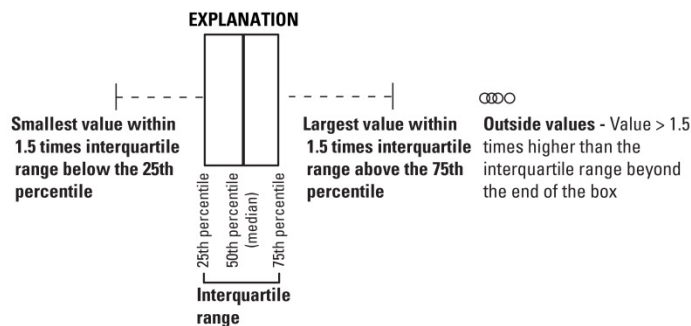 EXPLANATION
Smallest value within
1.5 times interquartile
range below the 25th
percentile
Largest value within
1.5 times interquartile
range above the 75th
percentile
Outside values - Value > 1.5
times higher than the
interquartile range beyond
the end of the box
25th percentile
50th percentile
(median)
75th percentile
Interquartile
range